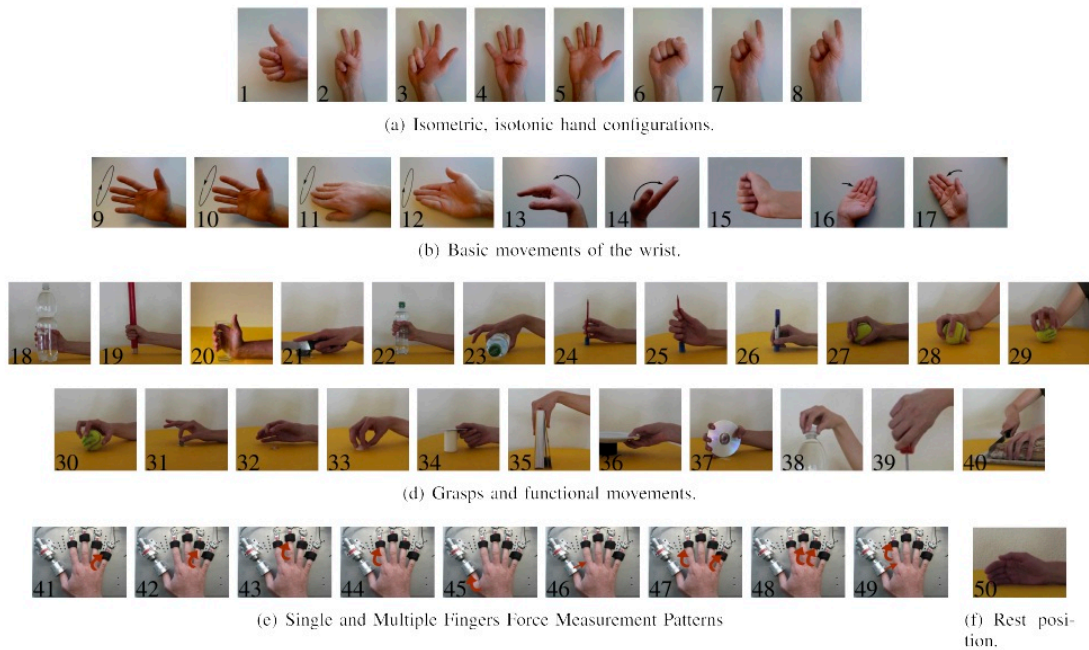 1 2 3 4 5 6 7 8
(a) Isometric, isotonic hand configurations.
9 10 11 12 13 14 15 16 17
(b) Basic movements of the wrist.
18 19 20 21 22 23 24 25 26 27 28 29
30 31 32 33 34 35 36 37 38 39 40
(d) Grasps and functional movements.
41 42 43 44 45 46 47 48 49 50
(e) Single and Multiple Fingers Force Measurement Patterns
(f) Rest posi-
tion.